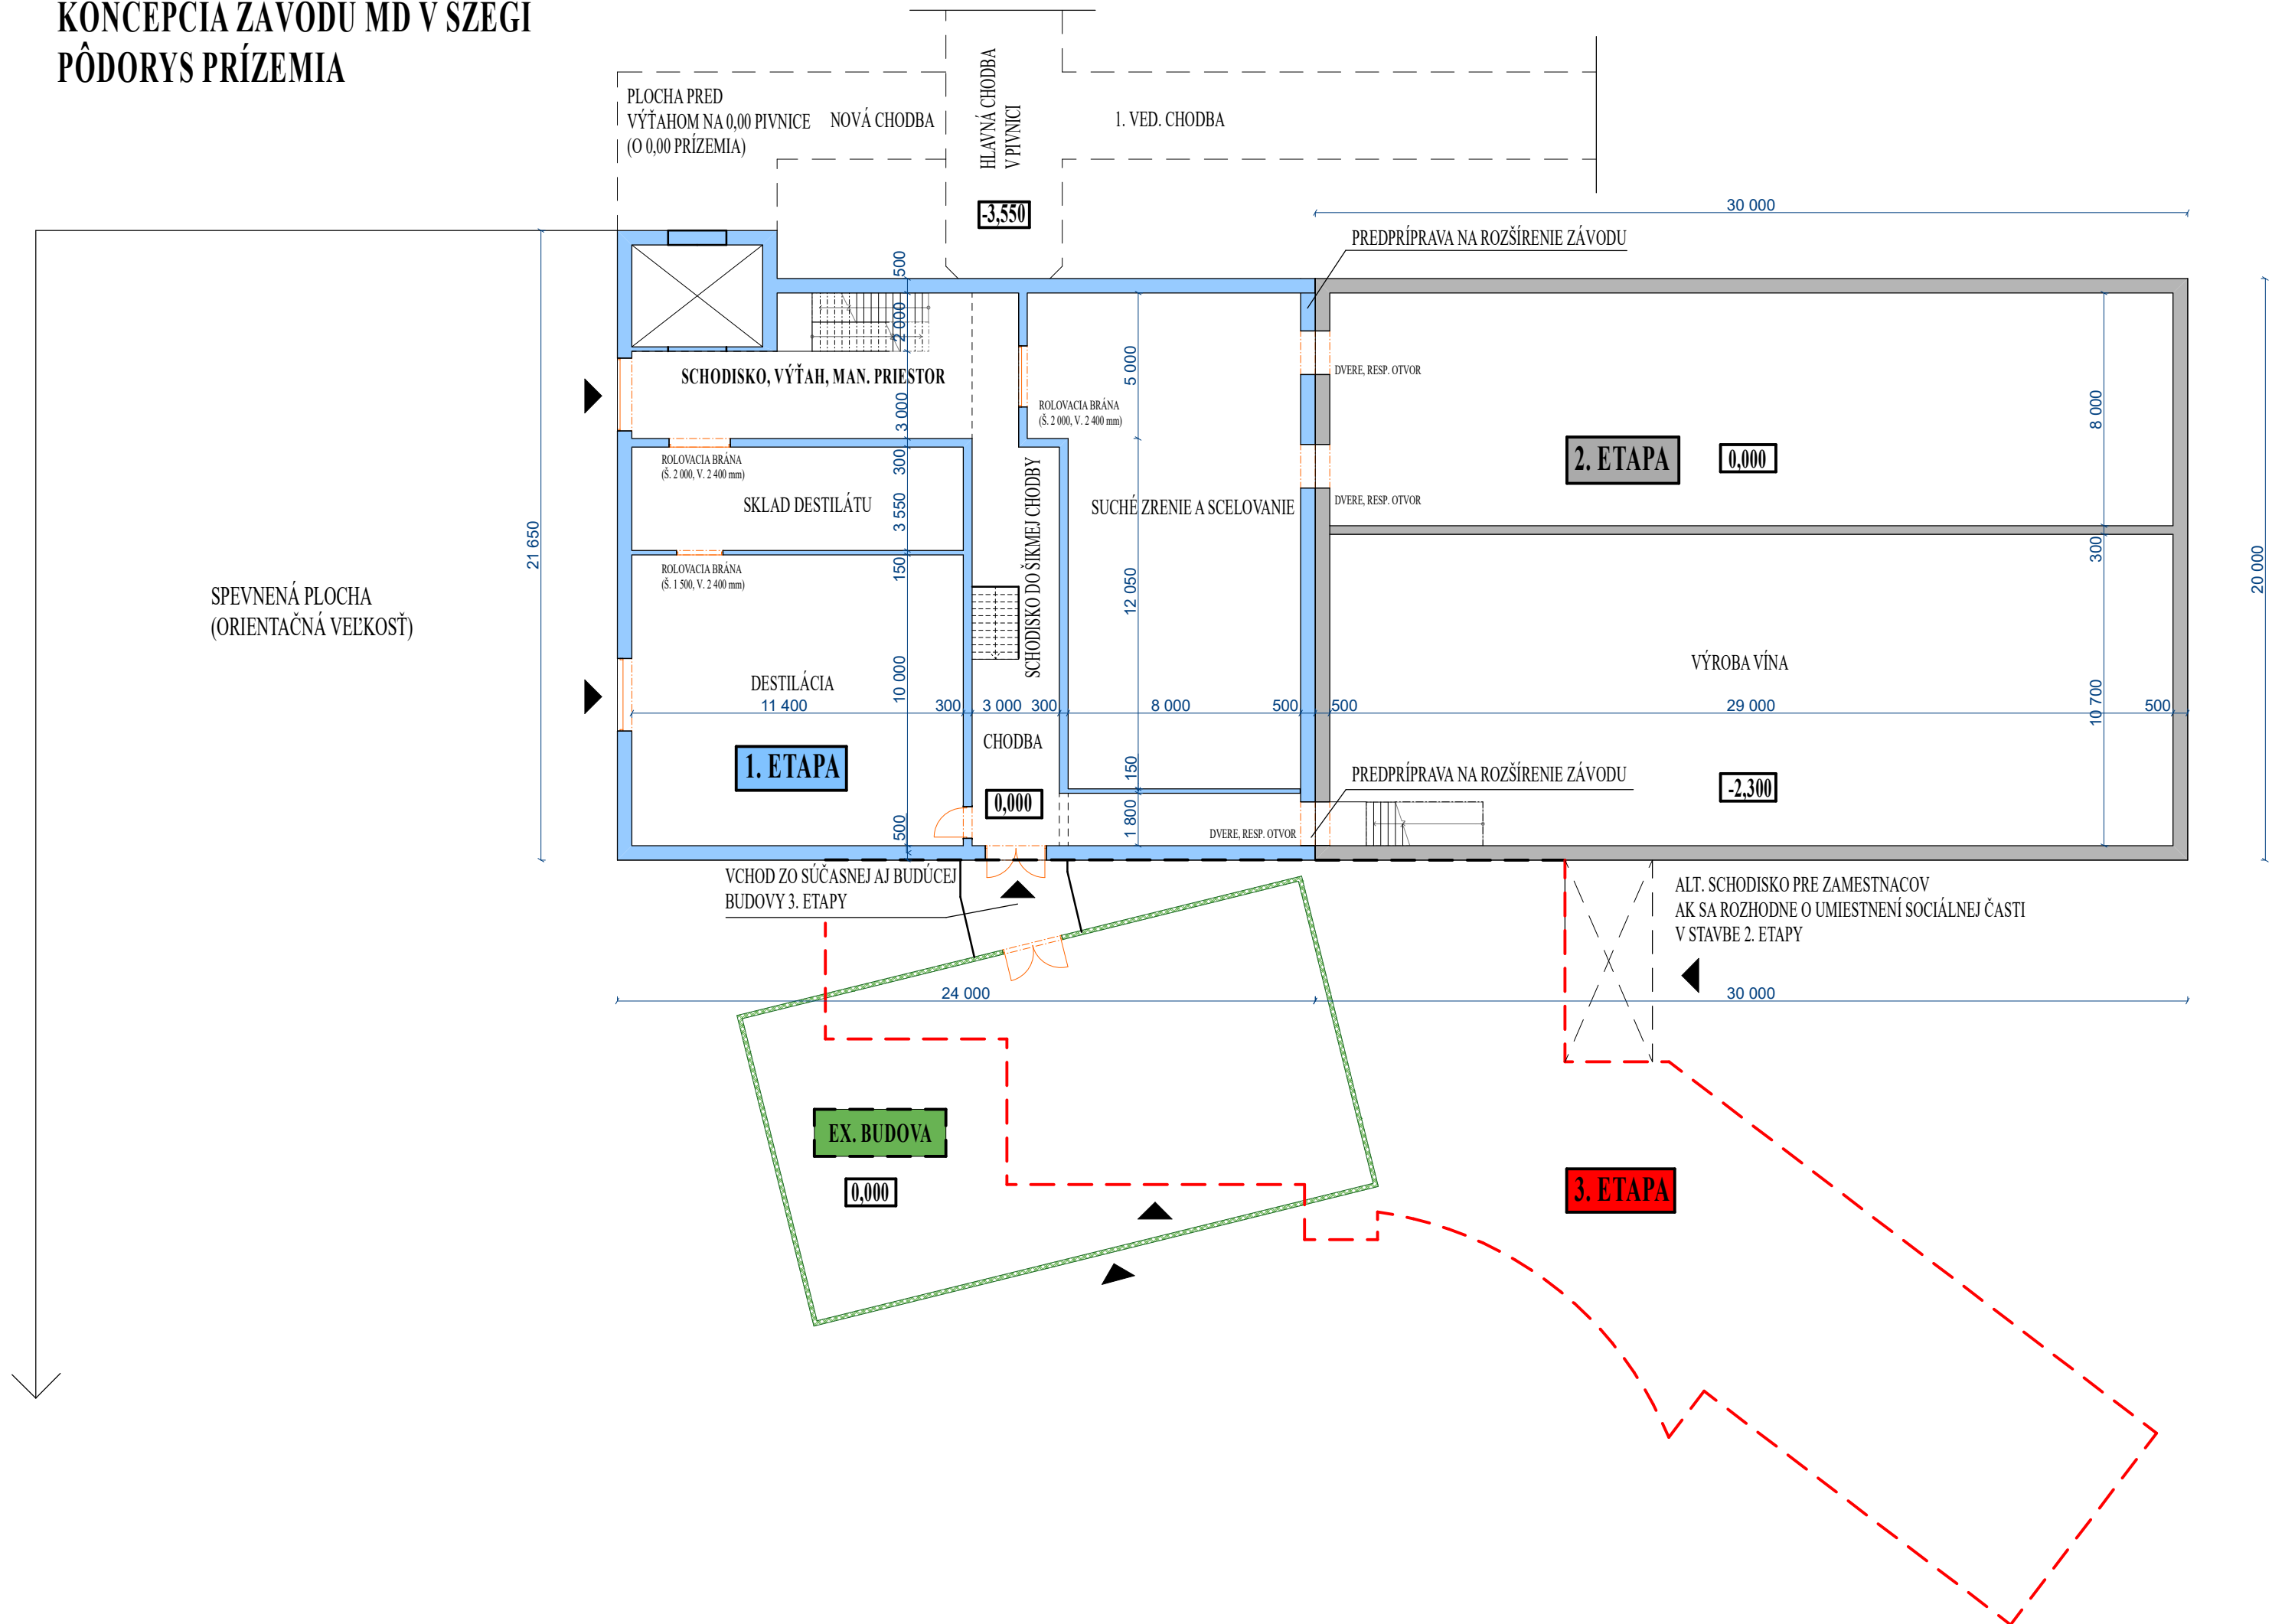 KONCEPCIA ZÁVODU MD V SZEGI
PÔDORYS PRÍZEMIA
PLOCHA PRED
VÝŤAHOM NA 0,00 PIVNICE
(O 0,00 PRÍZEMIA)
NOVÁ CHODBA
HLAVNÁ CHODBA
V PIVNICI
1. VED. CHODBA
-3,550
30 000
PREDPRÍPRAVA NA ROZŠÍRENIE ZÁVODU
500
2 000
SCHODISKO, VÝŤAH, MAN. PRIESTOR
3 000
5 000
DVERE, RESP. OTVOR
8 000
ROLOVACIA BRÁNA
(Š. 2 000, V. 2 400 mm)
ROLOVACIA BRÁNA
(Š. 2 000, V. 2 400 mm)
300
2. ETAPA
0,000
SKLAD DESTILÁTU
3 550
SCHODISKO DO ŠIKMEJ CHODBY
SUCHÉ ZRENIE A SCELOVANIE
DVERE, RESP. OTVOR
21 650
150
300
20 000
ROLOVACIA BRÁNA
(Š. 1 500, V. 2 400 mm)
12 050
SPEVNENÁ PLOCHA
(ORIENTAČNÁ VEĽKOSŤ)
VÝROBA VÍNA
DESTILÁCIA
10 000
11 400
300
3 000
300
8 000
500
500
29 000
10 700
500
CHODBA
1. ETAPA
150
PREDPRÍPRAVA NA ROZŠÍRENIE ZÁVODU
-2,300
0,000
500
1 800
DVERE, RESP. OTVOR
VCHOD ZO SÚČASNEJ AJ BUDÚCEJ
BUDOVY 3. ETAPY
ALT. SCHODISKO PRE ZAMESTNACOV
AK SA ROZHODNE O UMIESTNENÍ SOCIÁLNEJ ČASTI
V STAVBE 2. ETAPY
24 000
30 000
EX. BUDOVA
0,000
3. ETAPA